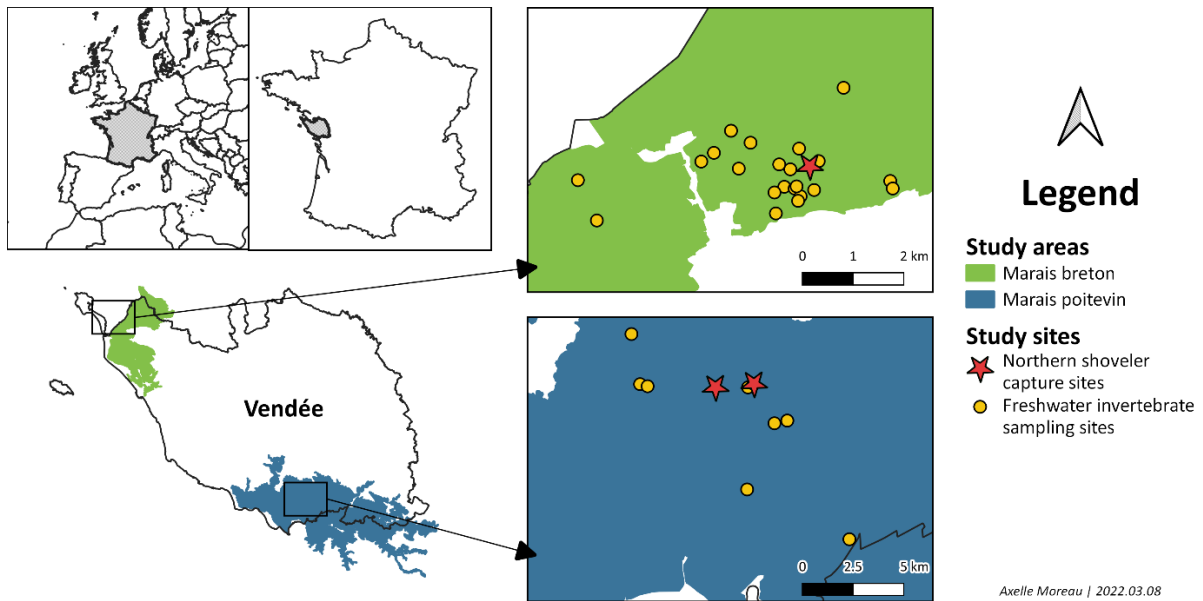 Vendée
0 1 2 km
0 2.5 5 km
Legend
Study areas
Marais breton
Marais poitevin
Study sites
Northern shoveler
capture sites
Freshwater invertebrate
sampling sites
Axelle Moreau | 2022.03.08